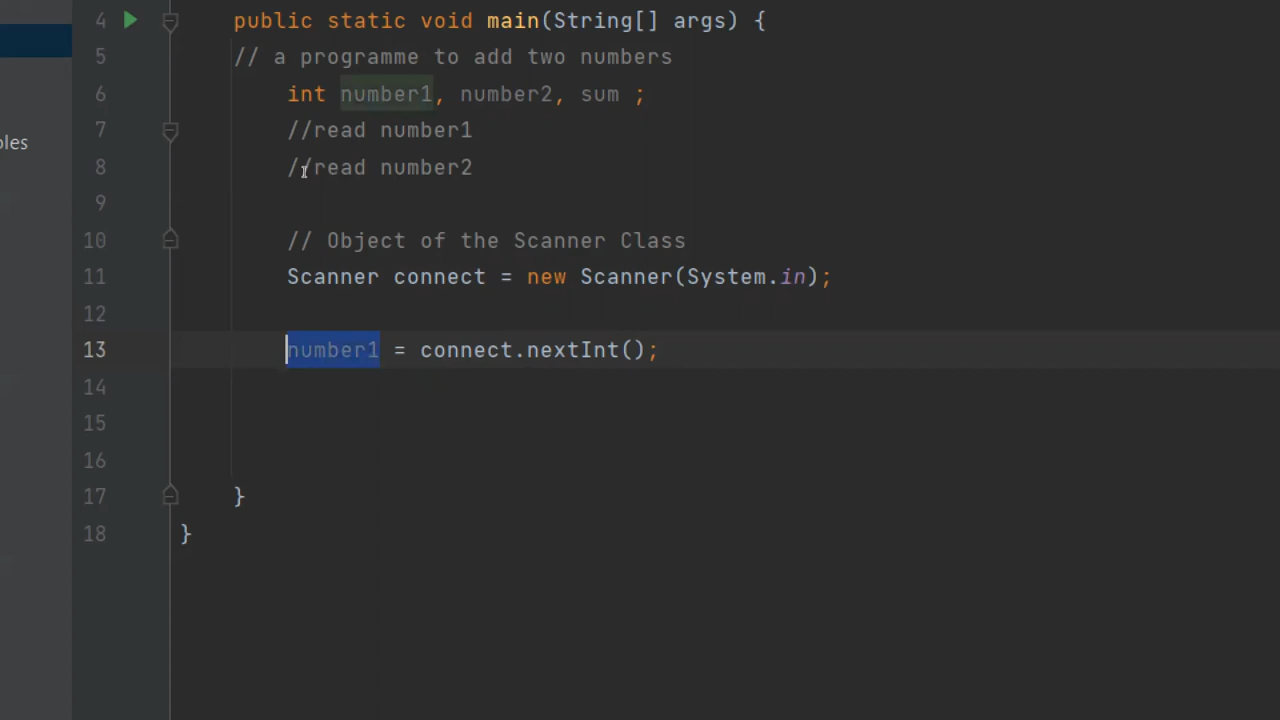 4 public static void main(String[] args) {
5 // a programme to add two numbers
6 int number1, number2, sum ;
7 //read number1
ples
8 //read number2
9
10 // Object of the Scanner Class
11 Scanner connect = new Scanner(System.in);
12
13 number1 = connect.nextInt();
14
15
16
17 }
18 }